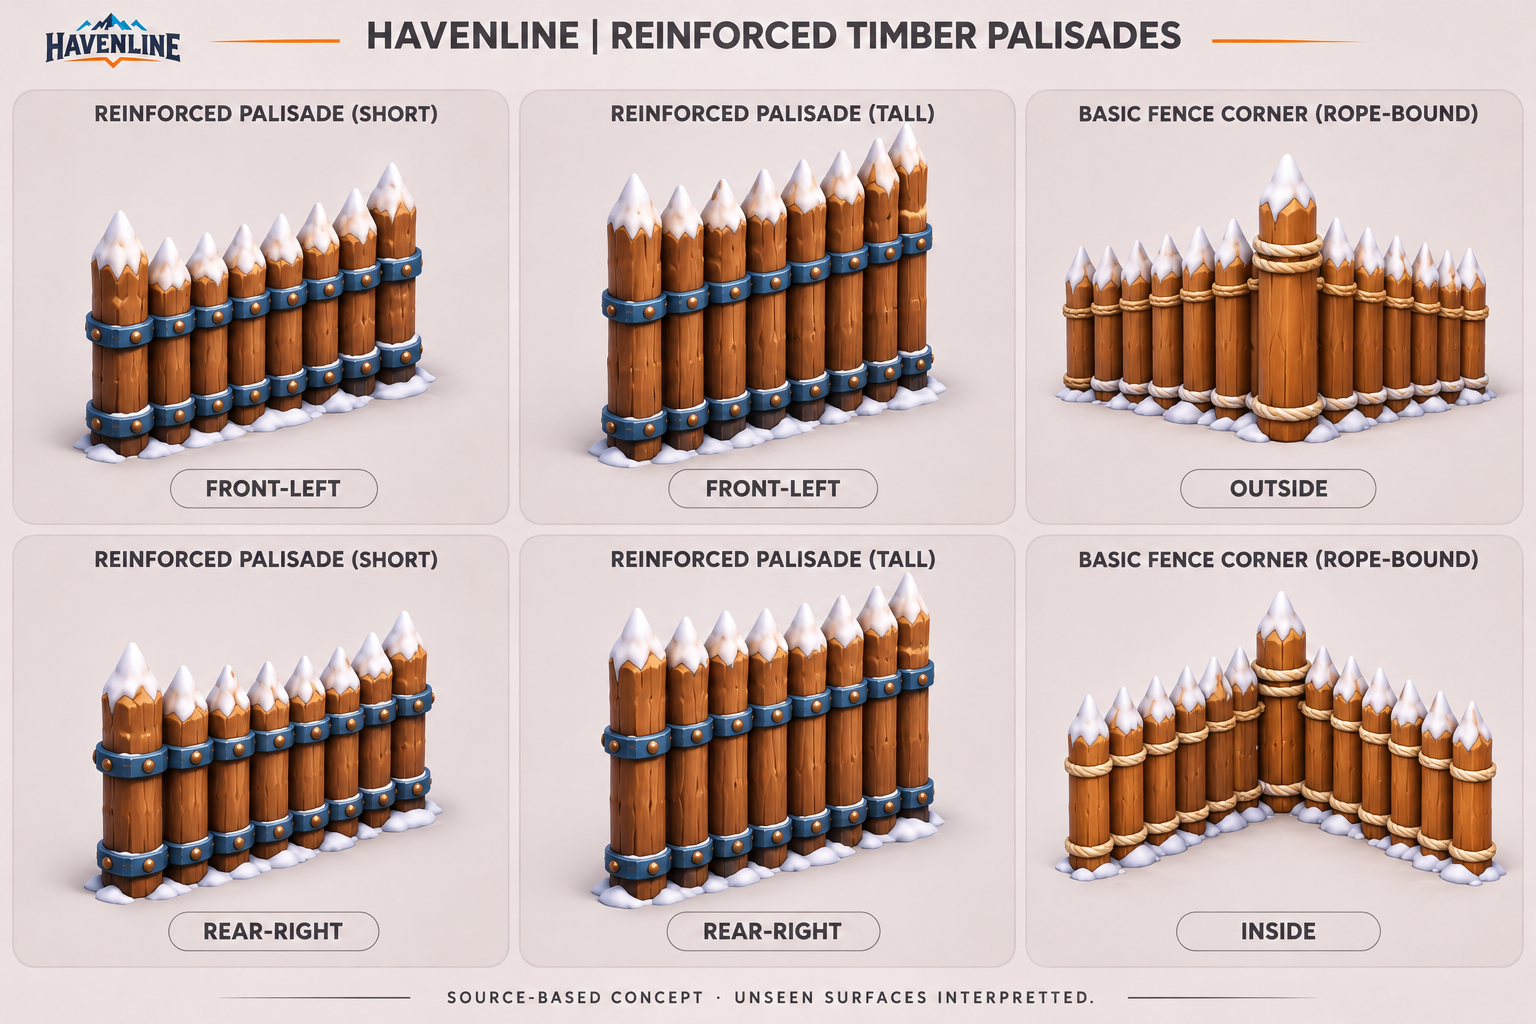 HAVENLINE
HAVENLINE | REINFORCED TIMBER PALISADES
REINFORCED PALISADE (SHORT)
REINFORCED PALISADE (TALL)
BASIC FENCE CORNER (ROPE-BOUND)
FRONT-LEFT
FRONT-LEFT
OUTSIDE
REINFORCED PALISADE (SHORT)
REINFORCED PALISADE (TALL)
BASIC FENCE CORNER (ROPE-BOUND)
REAR-RIGHT
REAR-RIGHT
INSIDE
SOURCE-BASED CONCEPT · UNSEEN SURFACES INTERPRETTED.